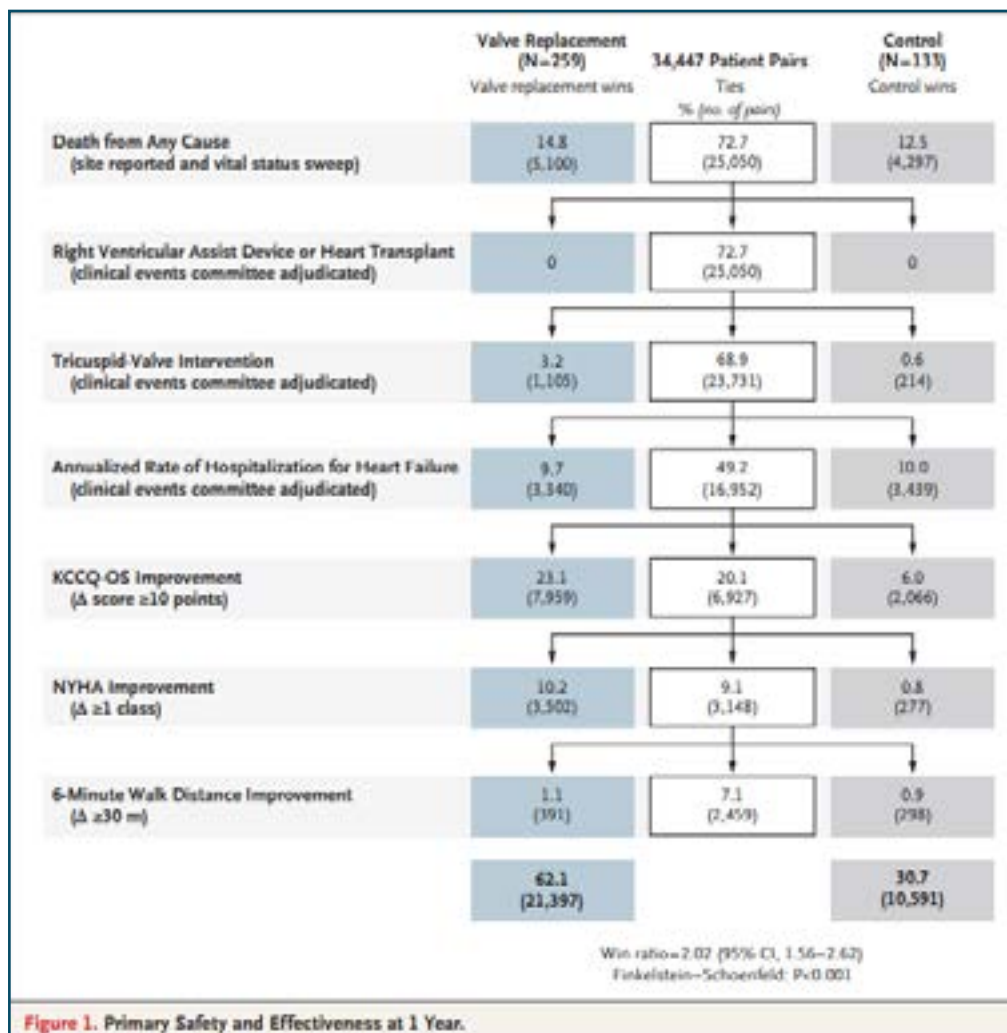 Valve Replacement
(N=259)
Valve replacement wins
34,447 Patient Pairs
Ties
% (no. of pairs)
Control
(N=133)
Control wins
Death from Any Cause
(site reported and vital status sweep)
14.8
(5,100)
72.7
(25,050)
12.5
(4,297)
Right Ventricular Assist Device or Heart Transplant
(clinical events committee adjudicated)
0
72.7
(25,050)
0
Tricuspid-Valve Intervention
(clinical events committee adjudicated)
3.2
(1,105)
68.9
(23,731)
0.6
(214)
Annualized Rate of Hospitalization for Heart Failure
(clinical events committee adjudicated)
9.7
(3,340)
49.2
(16,952)
10.0
(3,439)
KCCQ-OS Improvement
(Δ score ≥10 points)
23.1
(7,959)
20.1
(6,927)
6.0
(2,066)
NYHA Improvement
(Δ ≥1 class)
10.2
(3,502)
9.1
(3,148)
0.8
(277)
6-Minute Walk Distance Improvement
(Δ ≥30 m)
1.1
(391)
7.1
(2,459)
0.9
(298)
62.1
(21,397)
30.7
(10,591)
Win ratio=2.02 (95% CI, 1.56–2.62)
Finkelstein–Schoenfeld: P<0.001
Figure 1. Primary Safety and Effectiveness at 1 Year.